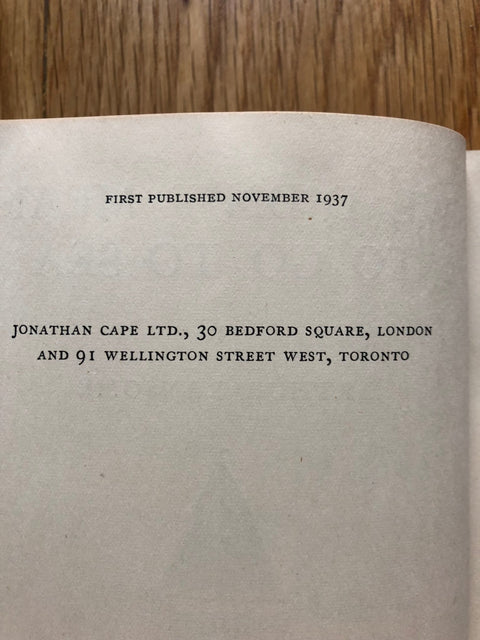 FIRST PUBLISHED NOVEMBER 1937
JONATHAN CAPE LTD., 30 BEDFORD SQUARE, LONDON
AND 91 WELLINGTON STREET WEST, TORONTO